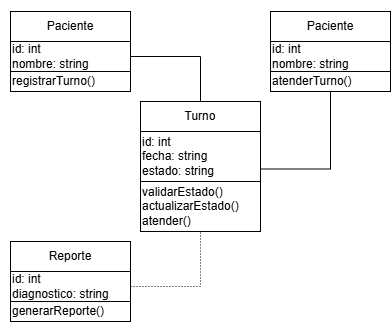 Paciente
id: int
nombre: string
registrarTurno()
Paciente
id: int
nombre: string
atenderTurno()
Turno
id: int
fecha: string
estado: string
validarEstado()
actualizarEstado()
atender()
Reporte
id: int
diagnostico: string
generarReporte()